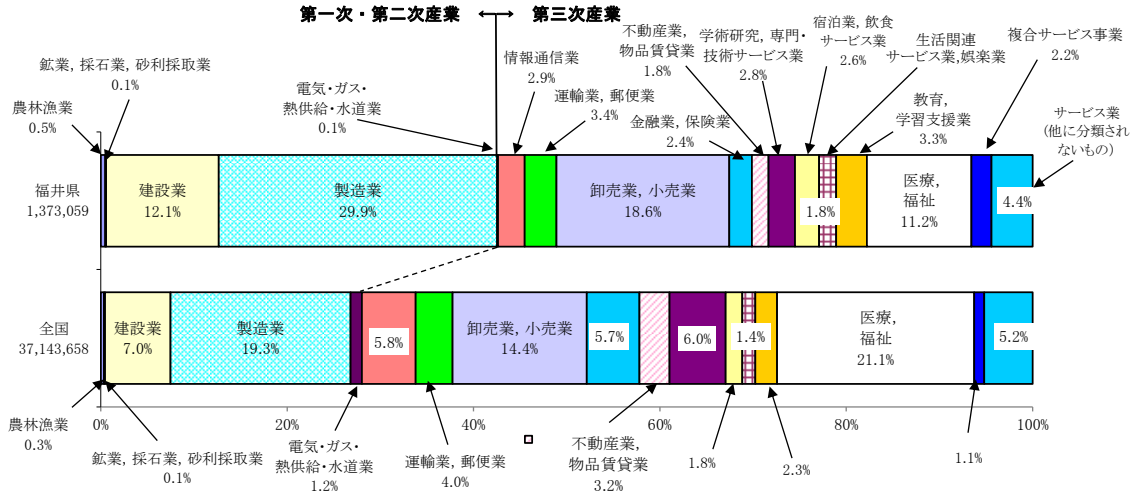 第一次・第二次産業 ←→ 第三次産業
鉱業, 採石業, 砂利採取業
0.1%
農林漁業
0.5%
電気・ガス・
熱供給・水道業
0.1%
情報通信業
2.9%
運輸業, 郵便業
3.4%
不動産業,
物品賃貸業
1.8%
金融業, 保険業
2.4%
学術研究, 専門・
技術サービス業
2.8%
宿泊業, 飲食
サービス業
2.6%
生活関連
サービス業,娯楽業
教育,
学習支援業
3.3%
複合サービス事業
2.2%
サービス業
(他に分類され
ないもの)
福井県
1,373,059
建設業
12.1%
製造業
29.9%
卸売業, 小売業
18.6%
1.8%
医療,
福祉
11.2%
4.4%
全国
37,143,658
建設業
7.0%
製造業
19.3%
5.8%
卸売業, 小売業
14.4%
5.7%
6.0%
1.4%
医療,
福祉
21.1%
5.2%
0% 20% 40% 60% 80% 100%
農林漁業
0.3%
鉱業, 採石業, 砂利採取業
0.1%
電気・ガス・
熱供給・水道業
1.2%
運輸業, 郵便業
4.0%
不動産業,
物品賃貸業
3.2%
1.8%
2.3%
1.1%